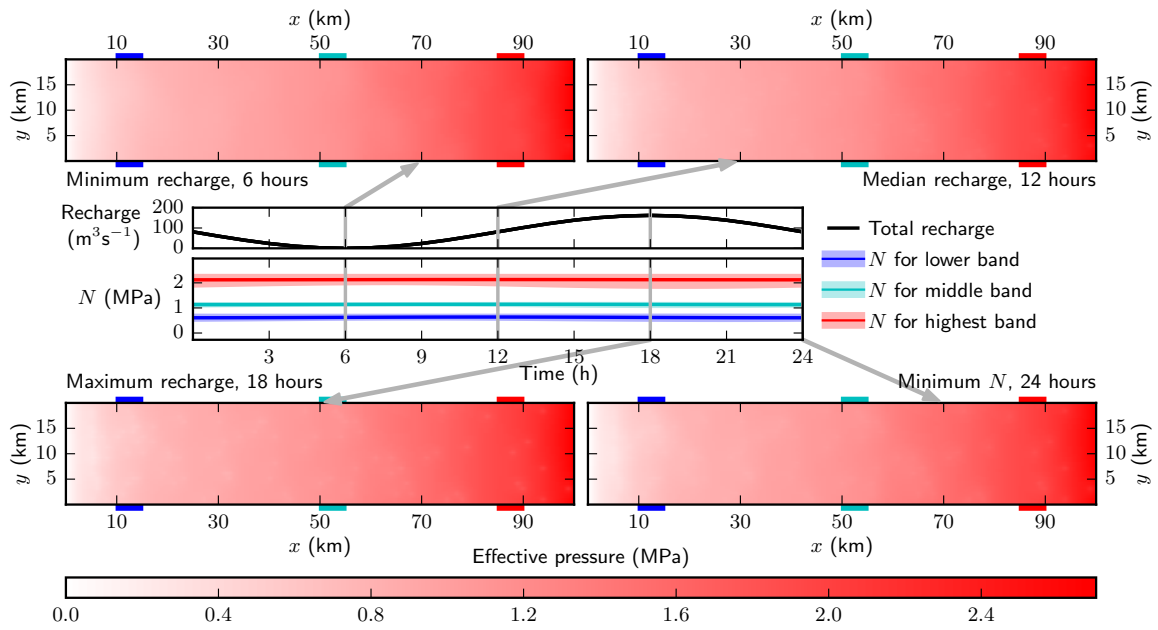 x (km) x (km)
10 30 50 70 90 10 30 50 70 90
y (km) 15 10 5 15 10 5 y (km)
Minimum recharge, 6 hours Median recharge, 12 hours
Recharge (m³s⁻¹) 200 100 0
Total recharge
N for lower band
N for middle band
N for highest band
N (MPa) 2 1 0
3 6 9 12 15 18 21 24
Time (h)
Maximum recharge, 18 hours Minimum N, 24 hours
y (km) 15 10 5 15 10 5 y (km)
10 30 50 70 90 10 30 50 70 90
x (km) x (km)
Effective pressure (MPa)
0.0 0.4 0.8 1.2 1.6 2.0 2.4